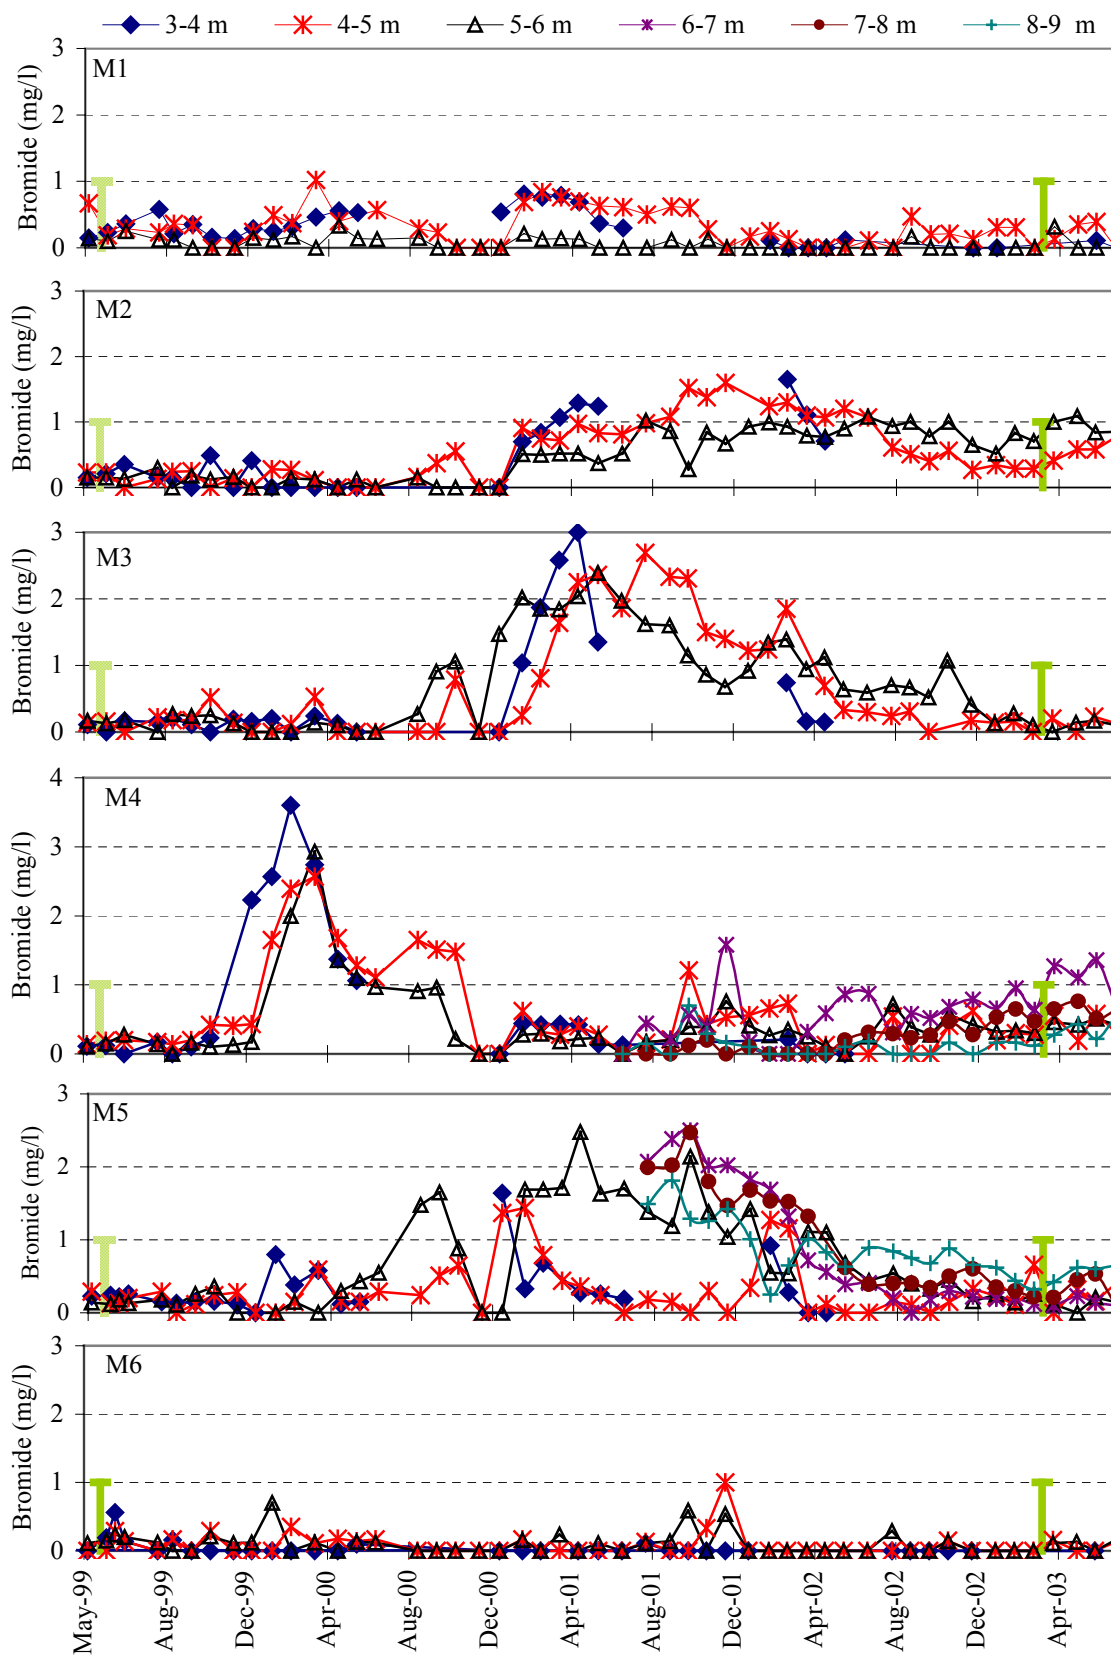 3-4 m 4-5 m 5-6 m 6-7 m 7-8 m 8-9 m
M1
Bromide (mg/l)
3
2
1
0
M2
Bromide (mg/l)
3
2
1
0
M3
Bromide (mg/l)
3
2
1
0
M4
Bromide (mg/l)
4
3
2
1
0
M5
Bromide (mg/l)
3
2
1
0
M6
Bromide (mg/l)
3
2
1
0
May-99 Aug-99 Dec-99 Apr-00 Aug-00 Dec-00 Apr-01 Aug-01 Dec-01 Apr-02 Aug-02 Dec-02 Apr-03